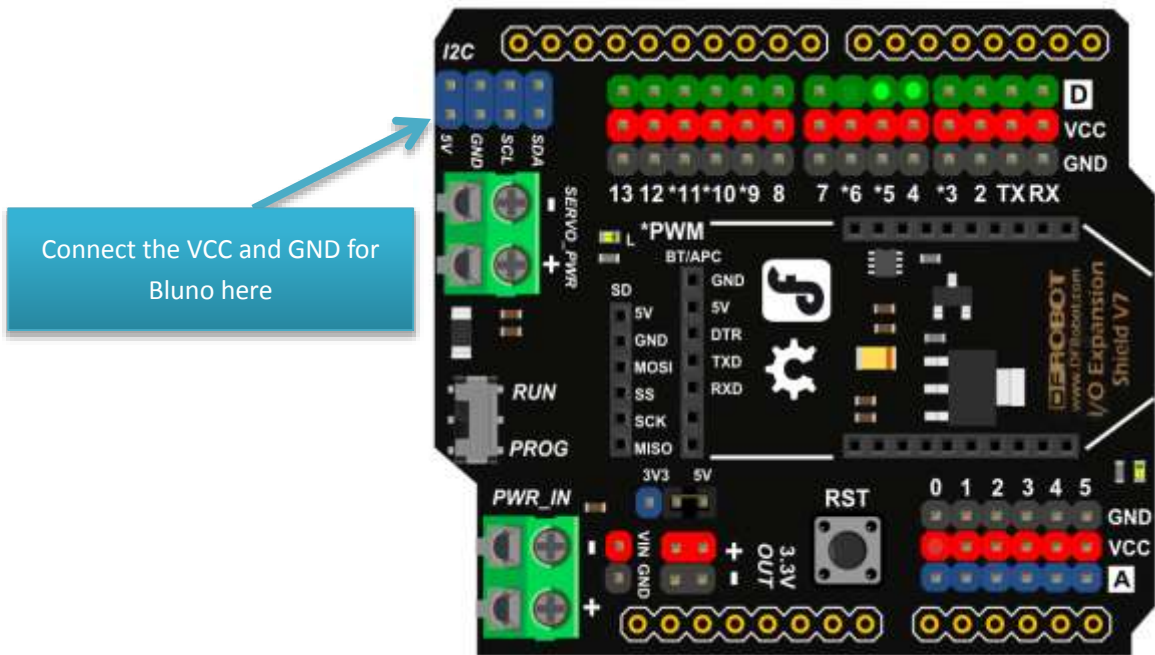 I2C
5V GND SCL SDA
D
VCC
GND
13 12 *11 *10 *9 8 7 *6 *5 4 *3 2 TX RX
- SERVO_PWR +
Connect the VCC and GND for
Bluno here
L
*PWM
BT/APC
GND
5V
DTR
TXD
RXD
SD
5V
GND
MOSI
SS
SCK
MISO
DFROBOT
www.DFRobot.com
I/O Expansion
Shield V7
RUN
PROG
3V3 5V
PWR_IN
- +
VIN GND
+ -
3.3V
OUT
RST
0 1 2 3 4 5
GND
VCC
A